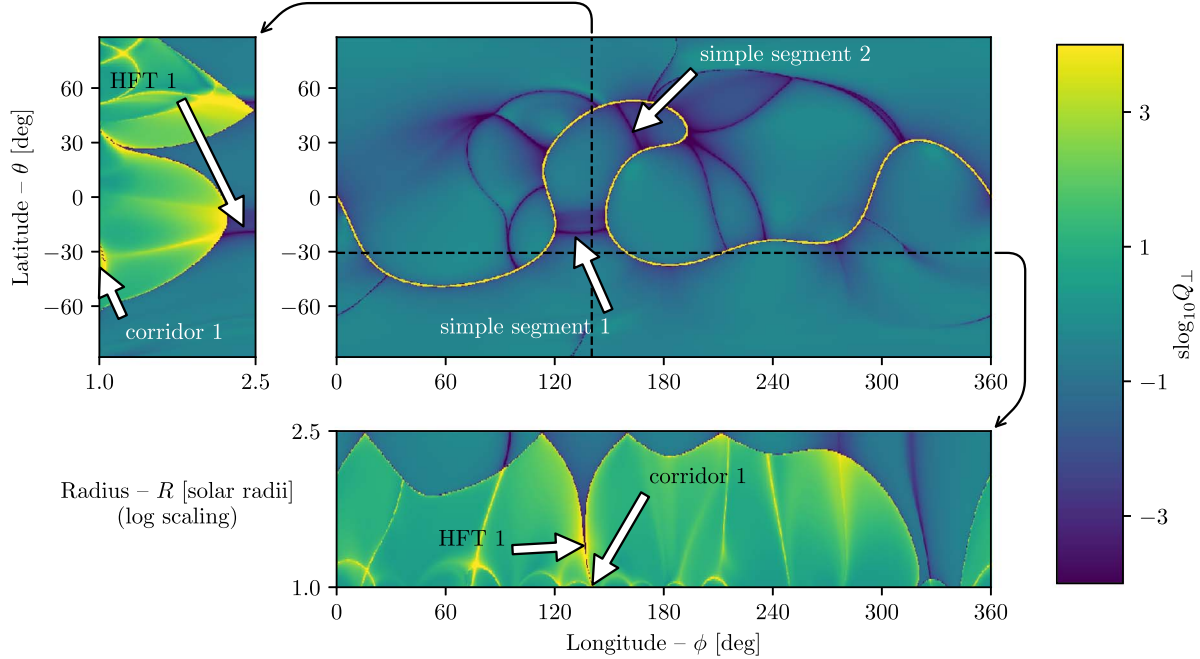 simple segment 2
HFT 1
60
30
0
−30
−60
Latitude – θ [deg]
corridor 1
simple segment 1
1.0
2.5
60
30
0
−30
−60
0
60
120
180
240
300
360
3
1
−1
−3
slog₁₀Q⊥
2.5
1.0
Radius – R [solar radii]
(log scaling)
corridor 1
HFT 1
0
60
120
180
240
300
360
Longitude – ϕ [deg]